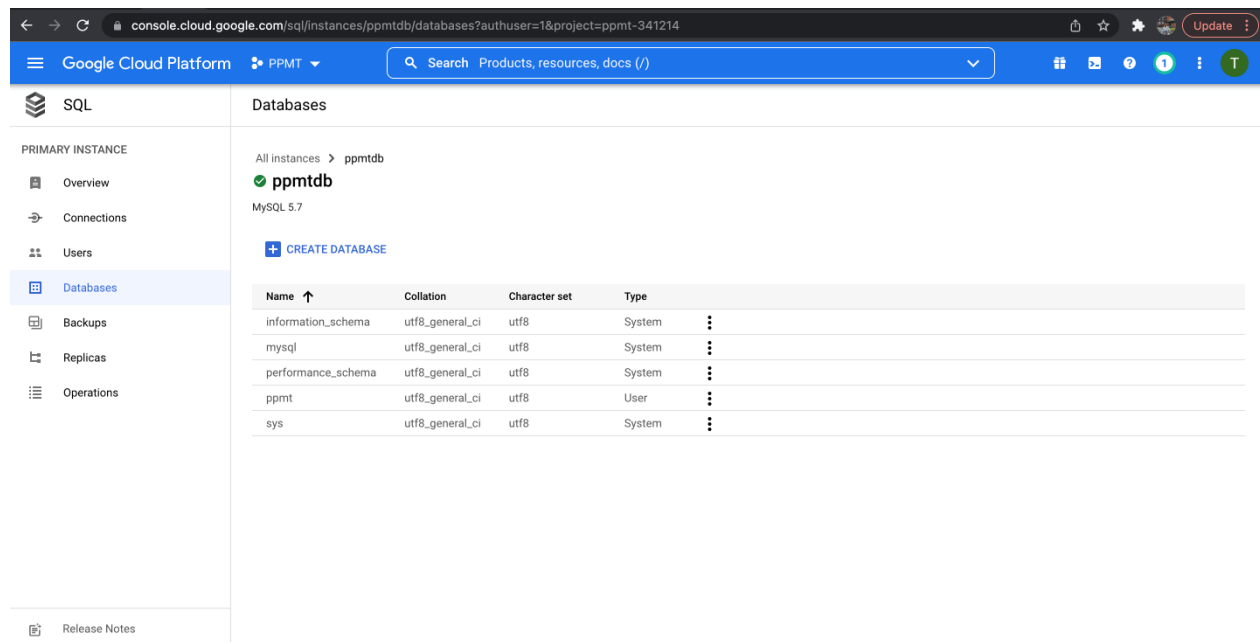 console.cloud.google.com/sql/instances/ppmtdb/databases?authuser=1&project=ppmt-341214 Update
Google Cloud Platform PPMT Search Products, resources, docs (/) 1 T
SQL Databases
PRIMARY INSTANCE
Overview
Connections
Users
Databases
Backups
Replicas
Operations
Release Notes
All instances ppmtdb
ppmtdb
MySQL 5.7
CREATE DATABASE
Name Collation Character set Type
information_schema utf8_general_ci utf8 System
mysql utf8_general_ci utf8 System
performance_schema utf8_general_ci utf8 System
ppmt utf8_general_ci utf8 User
sys utf8_general_ci utf8 System